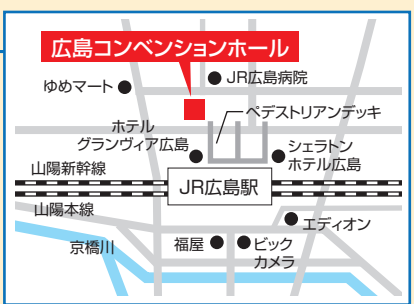 広島コンベンションホール
JR広島病院
ゆめマート
ペデストリアンデッキ
ホテル
グランヴィア広島
シェラトン
ホテル広島
山陽新幹線
JR広島駅
山陽本線
エディオン
京橋川
福屋
ビック
カメラ